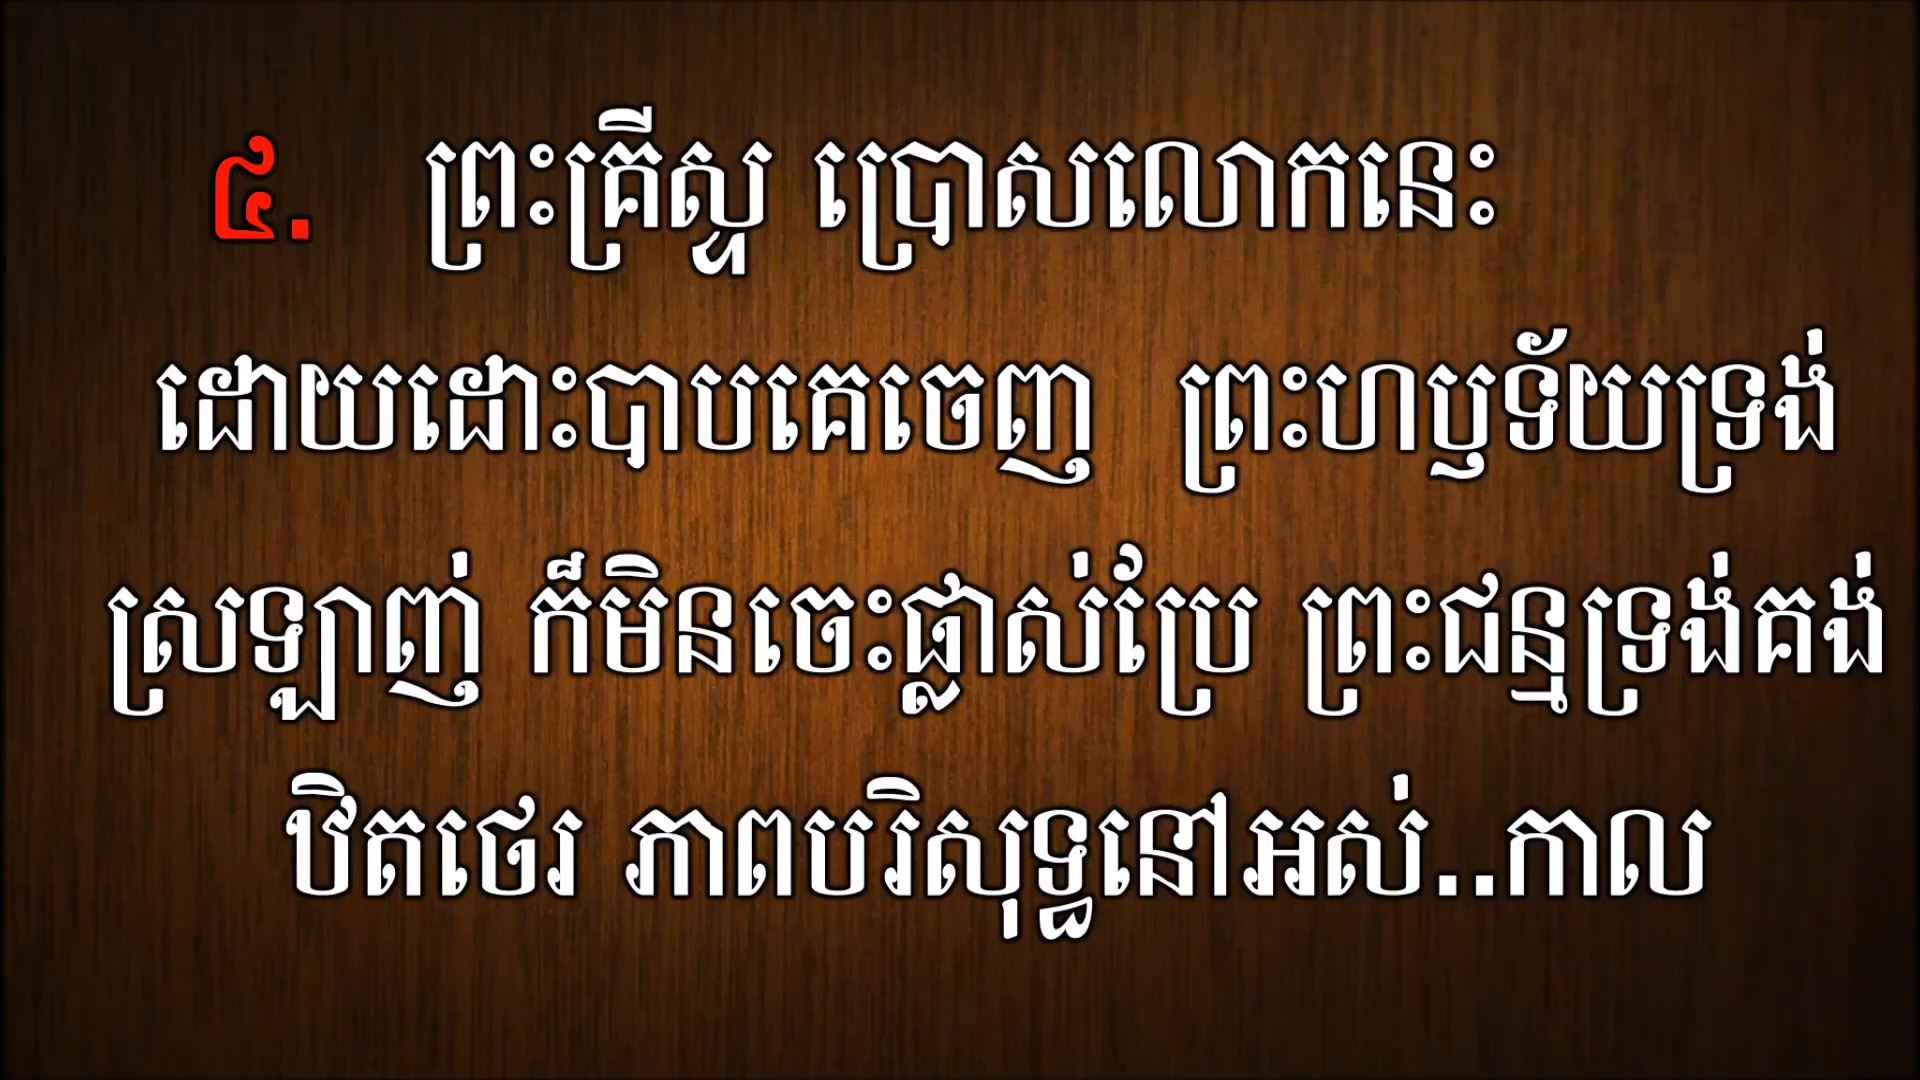 ៥. ព្រះគ្រីស្ទ ប្រោសលោកនេះ
ដោយដោះបាបគេចេញ ព្រះហឫទ័យទ្រង់
ស្រឡាញ់ ក៏មិនចេះផ្លាស់ប្រែ ព្រះជន្មទ្រង់គង់
ឋិតថេរ ភាពបរិសុទ្ធនៅអស់..កាល